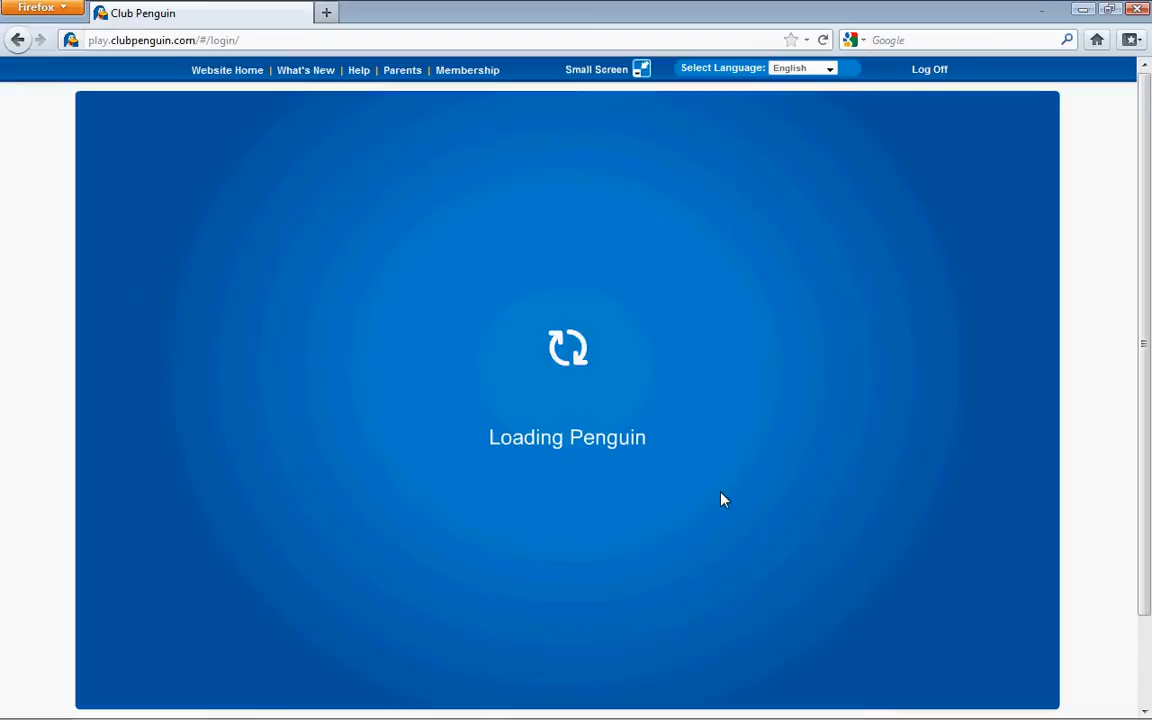 Firefox
Club Penguin
play.clubpenguin.com/#/login/
Google
Website Home | What's New | Help | Parents | Membership
Small Screen
Select Language: English
Log Off
Loading Penguin